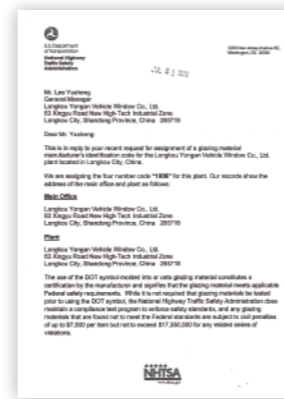 U.S. Department
of Transportation
National Highway
Traffic Safety
Administration
1200 New Jersey Avenue SE.
Washington, DC 20590
JUL 21
Mr. Leo Yusheng
General Manager
Longkou Yongan Vehicle Window Co., Ltd.
63 Xingyu Road New High-Tech Industrial Zone
Longkou City, Shandong Province, China 265718
Dear Mr. Yusheng:
This is in reply to your recent request for assignment of a glazing material
manufacturer's identification code for the Longkou Yongan Vehicle Window Co., Ltd.
plant located in Longkou City, China.
We are assigning the four number code for this plant. Our records show the
address of the main office and plant as follows:
Main Office
Longkou Yongan Vehicle Window Co., Ltd.
63 Xingyu Road New High-Tech Industrial Zone
Longkou City, Shandong Province, China 265718
Plant
Longkou Yongan Vehicle Window Co., Ltd.
63 Xingyu Road New High-Tech Industrial Zone
Longkou City, Shandong Province, China 265718
The use of the DOT symbol molded into or onto glazing material constitutes a
certification by the manufacturer and signifies that the glazing material meets applicable
Federal safety requirements. While it is not required that glazing materials be tested
prior to using the DOT symbol, the National Highway Traffic Safety Administration does
maintain a compliance test program to enforce safety standards, and any glazing
materials that are found not to meet the Federal standards are subject to civil penalties
of up to $7,000 per item but not to exceed $17,350,000 for any related series of
violations.
NHTSA